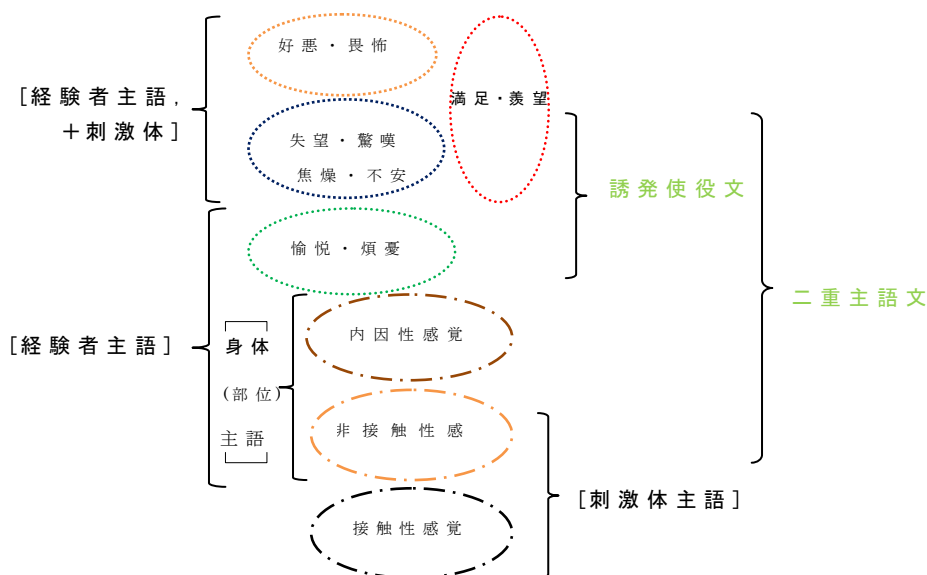 好悪・畏怖
満足・羨望
[経験者主語,
＋刺激体]
失望・驚嘆
焦燥・不安
誘発使役文
愉悦・煩憂
二重主語文
[経験者主語]
身体
(部位)
主語
内因性感覚
非接触性感
[刺激体主語]
接触性感覚